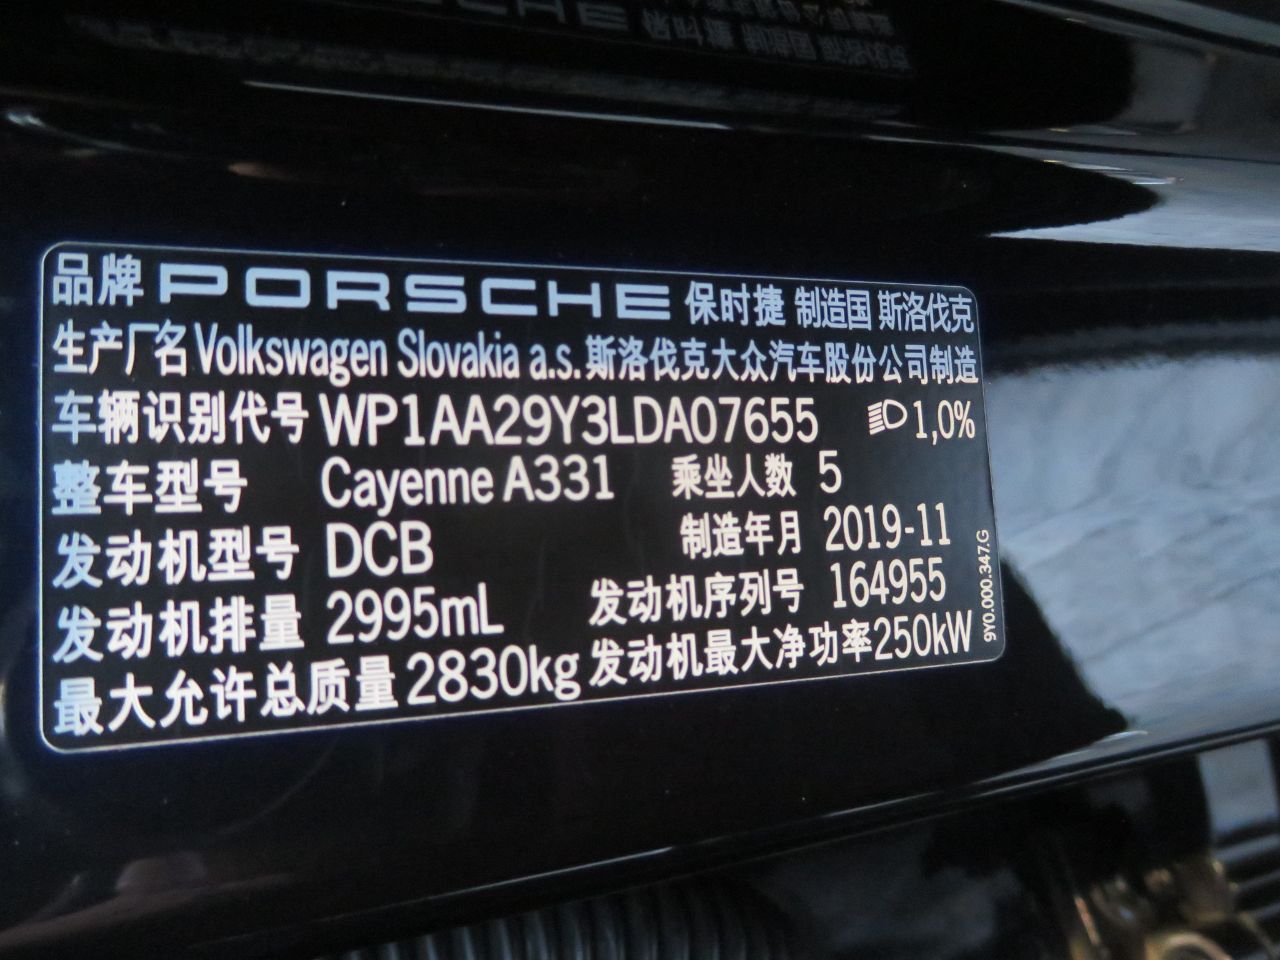 品牌 PORSCHE 保时捷 制造国 斯洛伐克
生产厂名 Volkswagen Slovakia a.s. 斯洛伐克大众汽车股份公司制造
车辆识别代号 WP1AA29Y3LDA07655 1,0%
整车型号 Cayenne A331 乘坐人数 5
发动机型号 DCB 制造年月 2019-11
发动机排量 2995mL 发动机序列号 164955
最大允许总质量 2830kg 发动机最大净功率 250kW
9Y0.000.347.G